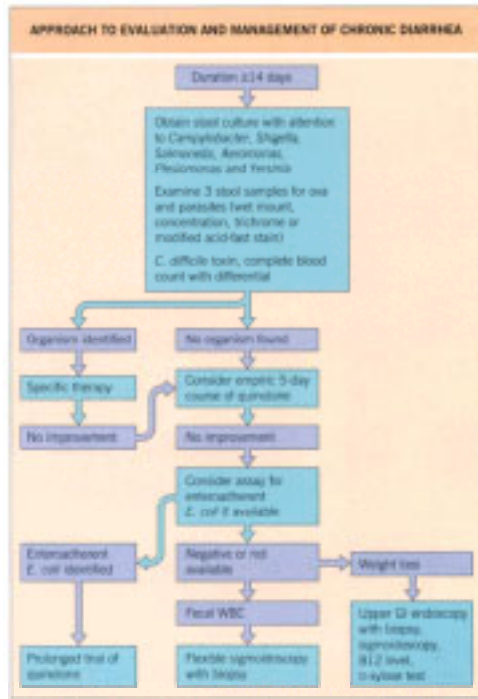 APPROACH TO EVALUATION AND MANAGEMENT OF CHRONIC DIARRHEA
Duration ≥14 days
Obtain stool culture with attention
to Campylobacter, Shigella,
Salmonella, Aeromonas,
Plesiomonas and Yersinia
Examine 3 stool samples for ova
and parasites (wet mount,
concentration, trichrome or
modified acid-fast stain)
C. difficile toxin, complete blood
count with differential
Organism identified
No organism found
Specific therapy
Consider empiric 5-day
course of quinolone
No improvement
No improvement
Consider assay for
enteroadherent
E. coli if available
Enteroadherent
E. coli identified
Negative or not
available
Weight loss
Fecal WBC
Upper GI endoscopy
with biopsy,
sigmoidoscopy,
B12 level,
D-xylose test
Prolonged trial of
quinolone
Flexible sigmoidoscopy
with biopsy